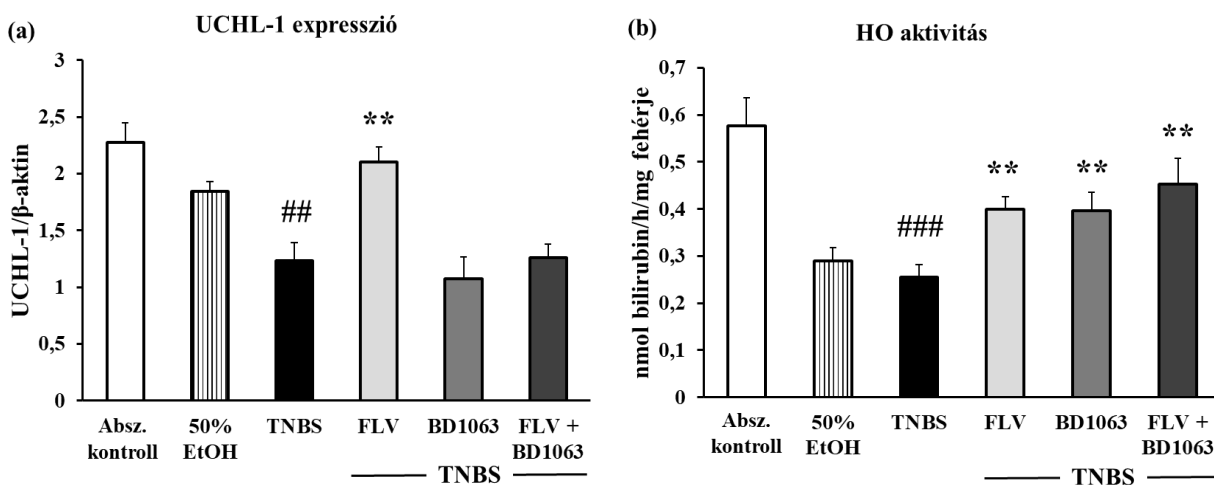 (a)
UCHL-1 expresszió
UCHL-1/β-aktin
3
2,5
2
1,5
1
0,5
0
##
**
Absz. kontroll
50% EtOH
TNBS
FLV
BD1063
FLV + BD1063
TNBS
(b)
HO aktivitás
nmol bilirubin/h/mg fehérje
0,7
0,6
0,5
0,4
0,3
0,2
0,1
0
###
**
**
**
Absz. kontroll
50% EtOH
TNBS
FLV
BD1063
FLV + BD1063
TNBS